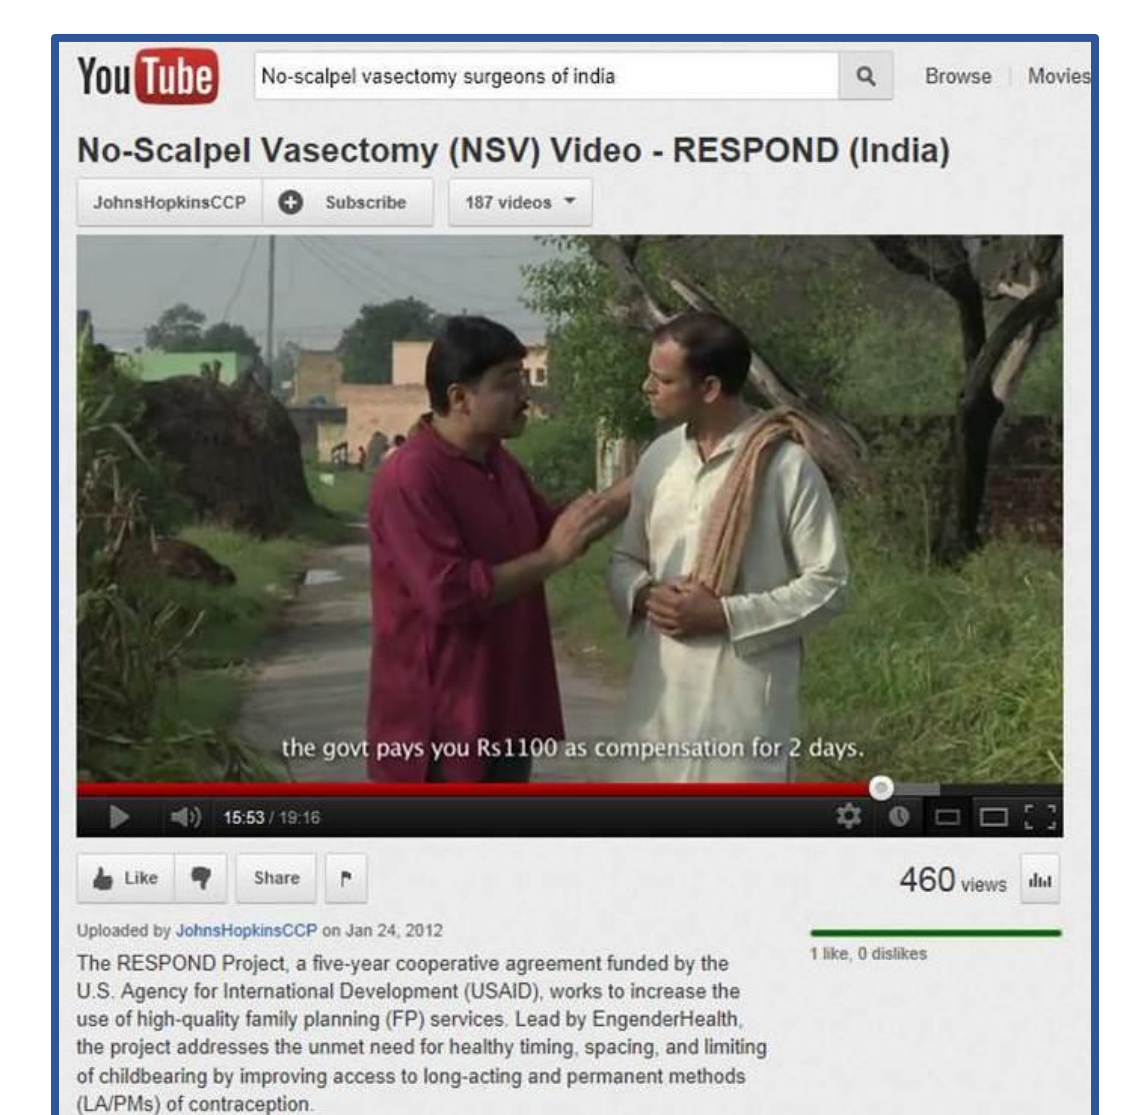 YouTube No-scalpel vasectomy surgeons of india Browse | Movies
No-Scalpel Vasectomy (NSV) Video - RESPOND (India)
JohnsHopkinsCCP Subscribe 187 videos
the govt pays you Rs1100 as compensation for 2 days.
15:53 / 19:16
Like Share 460 views
Uploaded by JohnsHopkinsCCP on Jan 24, 2012
1 like, 0 dislikes
The RESPOND Project, a five-year cooperative agreement funded by the
U.S. Agency for International Development (USAID), works to increase the
use of high-quality family planning (FP) services. Lead by EngenderHealth,
the project addresses the unmet need for healthy timing, spacing, and limiting
of childbearing by improving access to long-acting and permanent methods
(LA/PMs) of contraception.